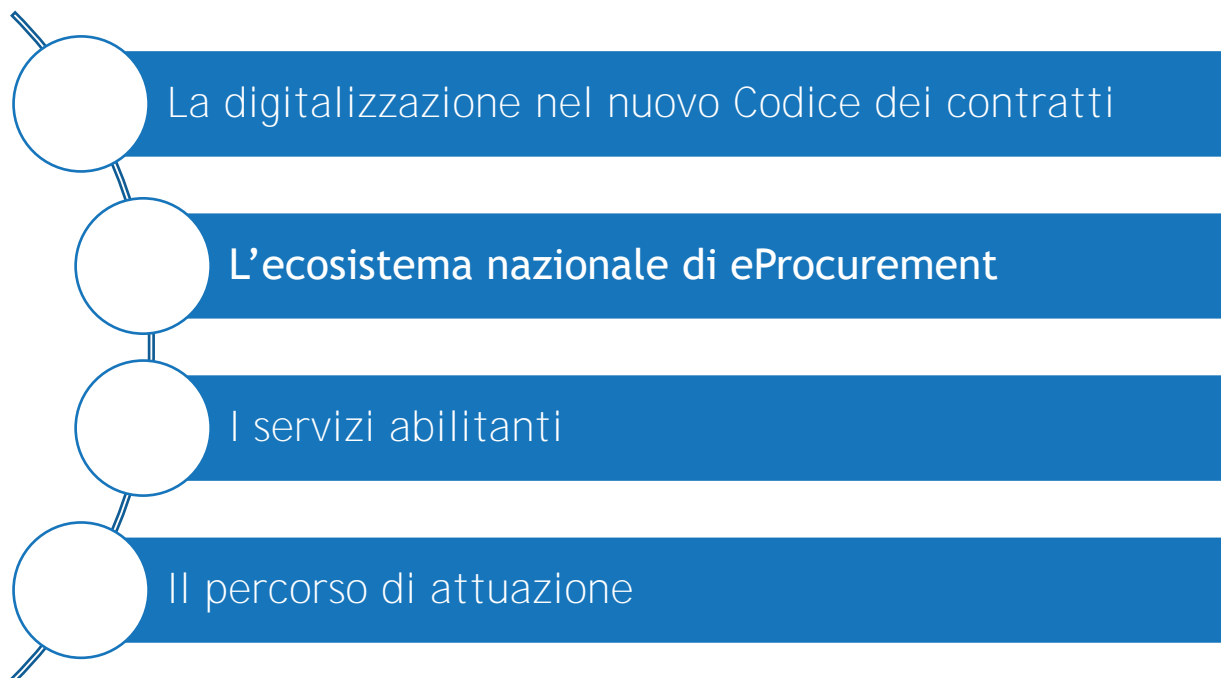 La digitalizzazione nel nuovo Codice dei contratti
L’ecosistema nazionale di eProcurement
I servizi abilitanti
Il percorso di attuazione